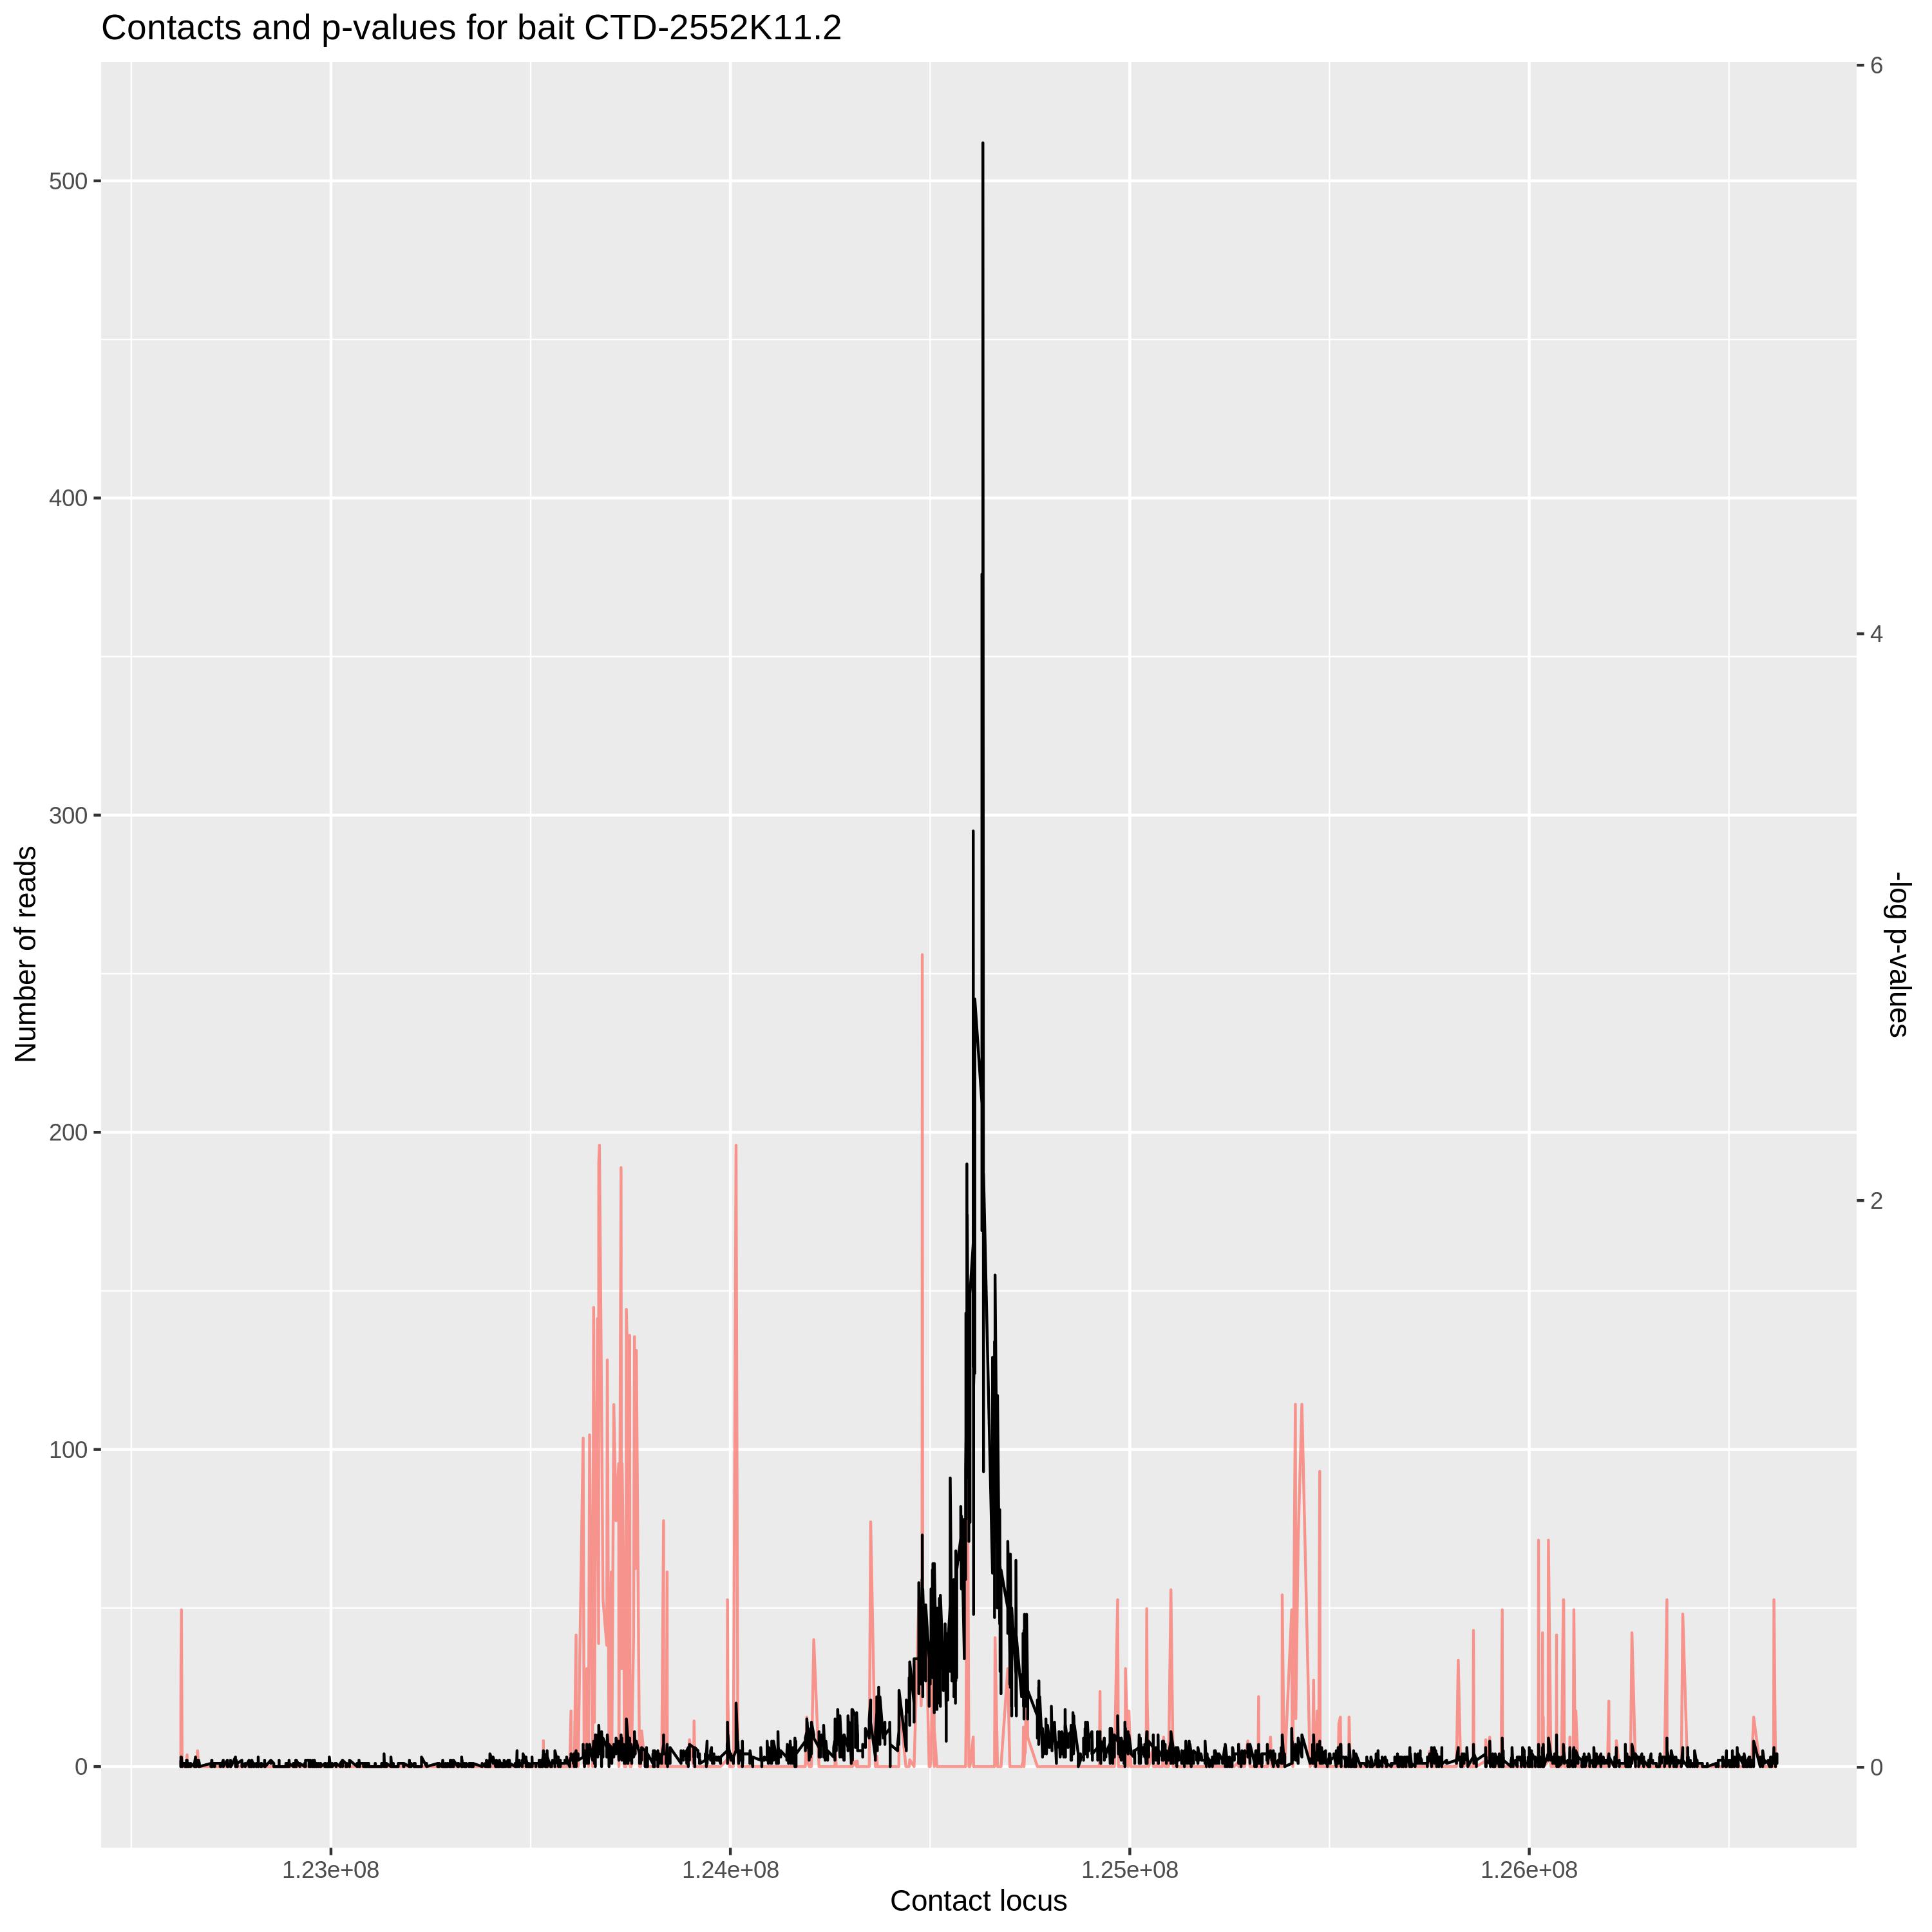 Contacts and p-values for bait CTD-2552K11.2
6
500
400
4
300
Number of reads
-log p-values
200
2
100
0
0
1.23e+08
1.24e+08
1.25e+08
1.26e+08
Contact locus